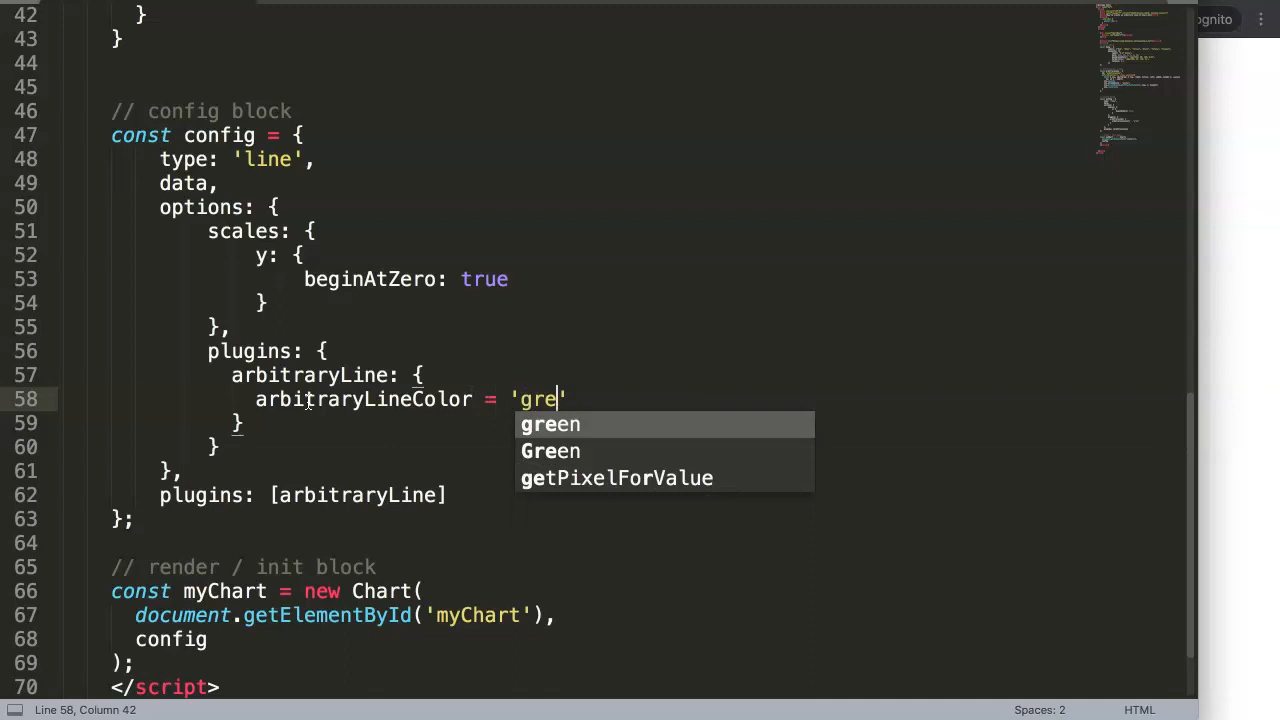 gnito
42 }
43 }
44
45
46 // config block
47 const config = {
48 type: 'line',
49 data,
50 options: {
51 scales: {
52 y: {
53 beginAtZero: true
54 }
55 },
56 plugins: {
57 arbitraryLine: {
58 arbitraryLineColor = 'gre'
green
59 }
Green
60 }
getPixelForValue
61 },
62 plugins: [arbitraryLine]
63 };
64
65 // render / init block
66 const myChart = new Chart(
67 document.getElementById('myChart'),
68 config
69 );
70 </script>
Line 58, Column 42
Spaces: 2
HTML